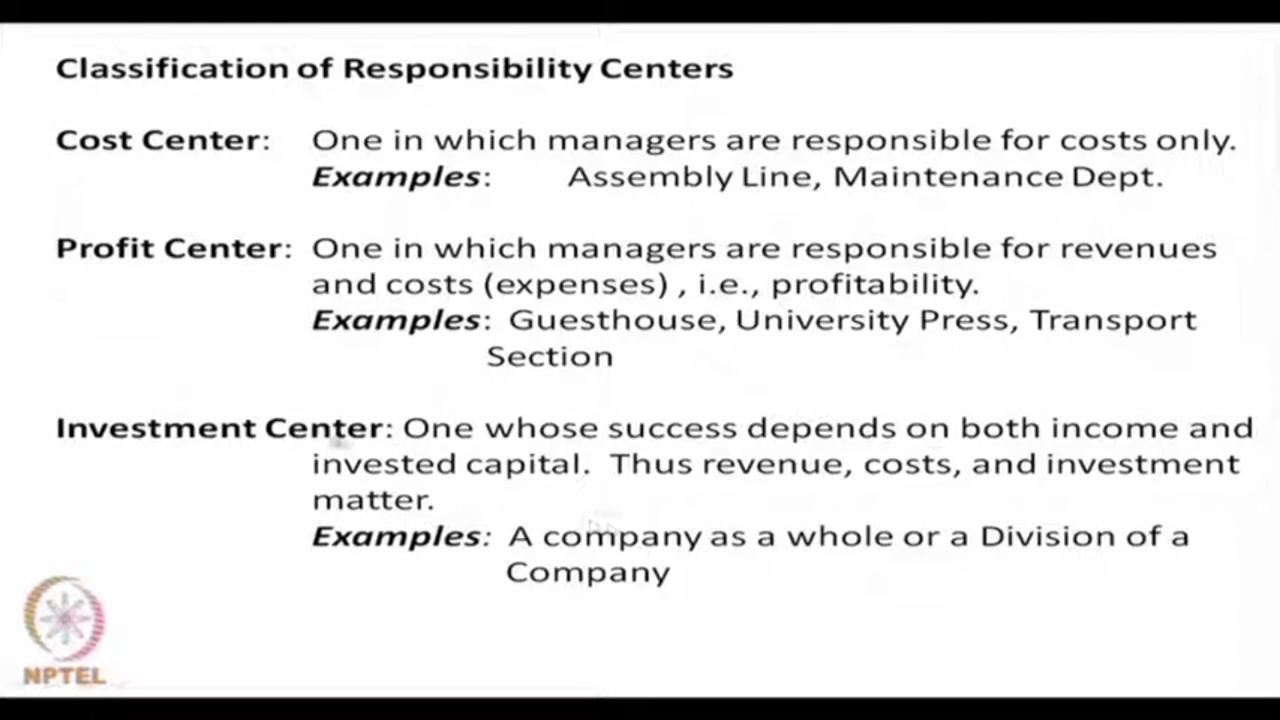 Classification of Responsibility Centers
Cost Center: One in which managers are responsible for costs only.
Examples: Assembly Line, Maintenance Dept.
Profit Center: One in which managers are responsible for revenues
and costs (expenses) , i.e., profitability.
Examples: Guesthouse, University Press, Transport
Section
Investment Center: One whose success depends on both income and
invested capital. Thus revenue, costs, and investment
matter.
Examples: A company as a whole or a Division of a
Company
NPTEL